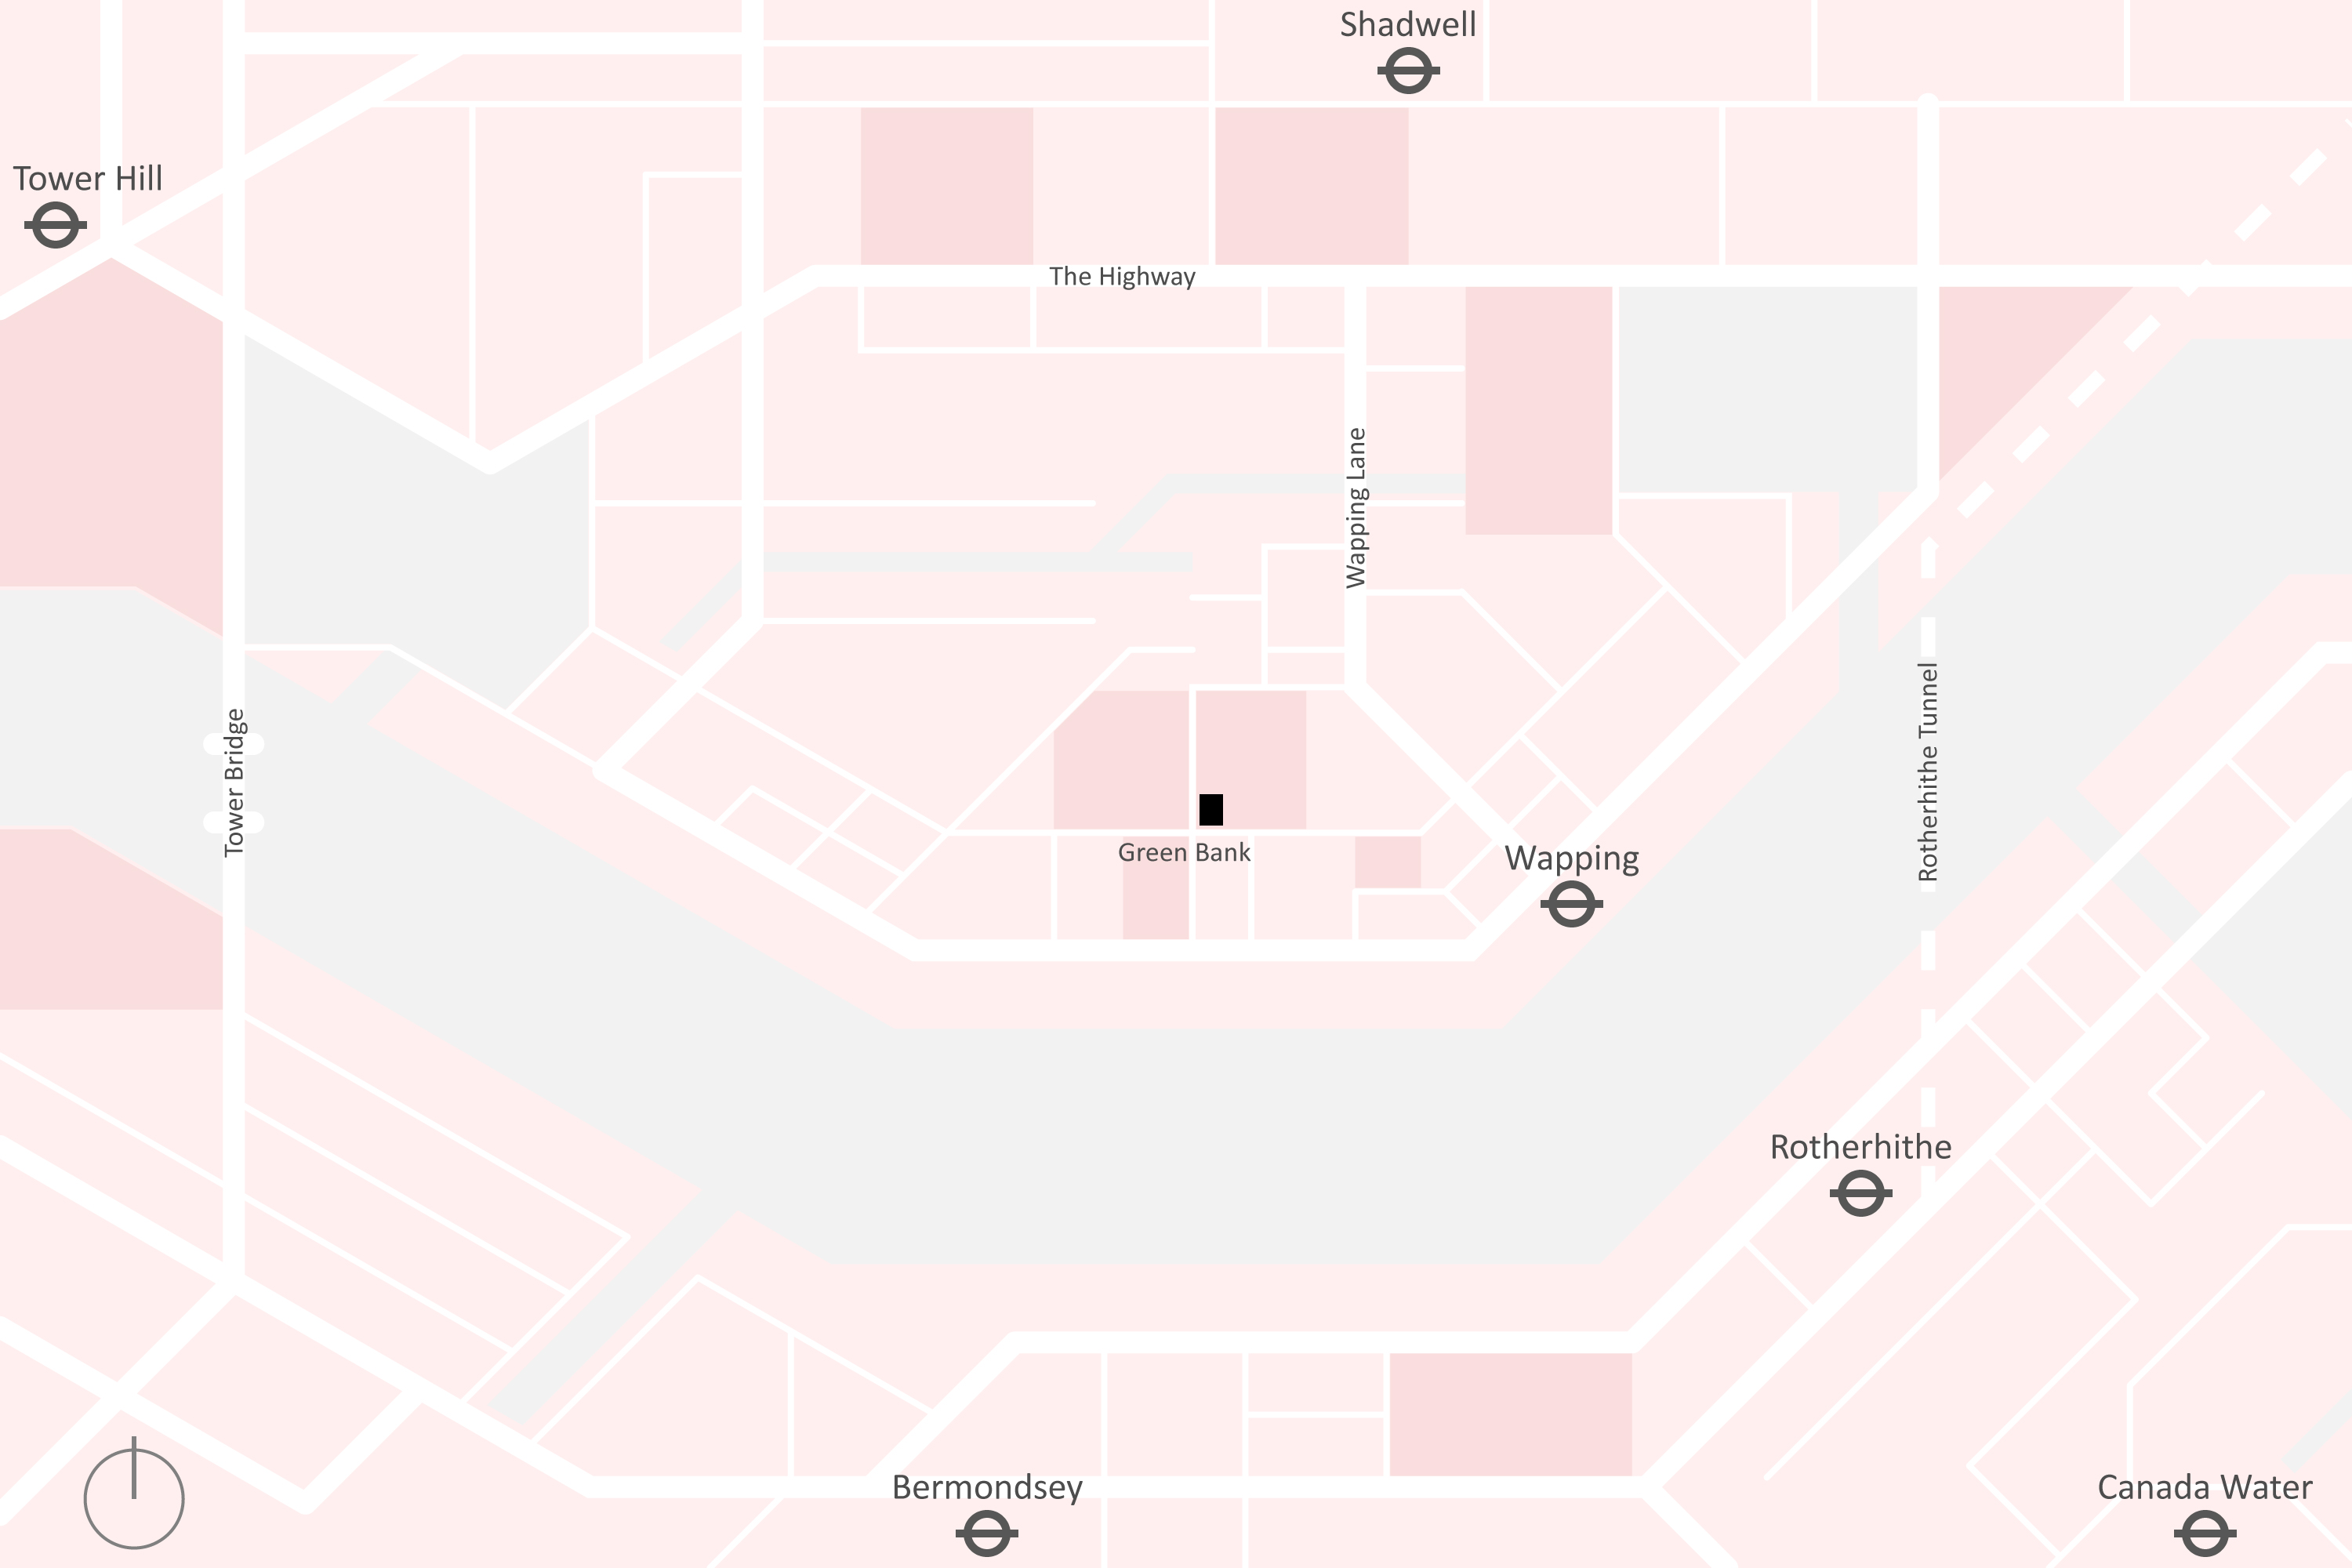 Shadwell
Tower Hill
The Highway
Wapping Lane
Rotherhithe Tunnel
Tower Bridge
Green Bank
Wapping
Rotherhithe
Bermondsey
Canada Water